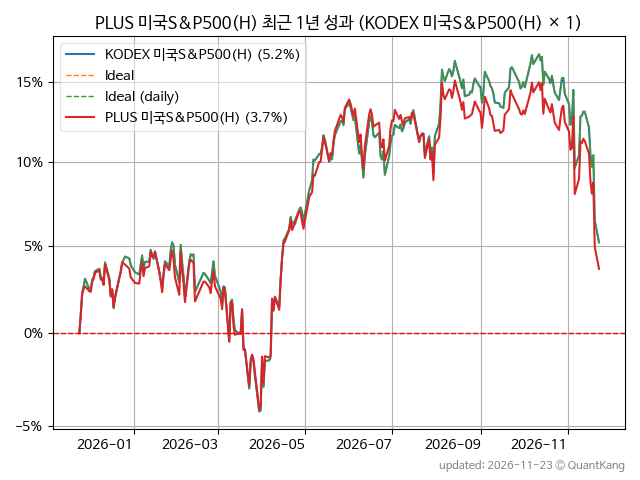 PLUS 미국S&P500(H) 최근 1년 성과 (KODEX 미국S&P500(H) × 1)
KODEX 미국S&P500(H) (5.2%)
Ideal
Ideal (daily)
PLUS 미국S&P500(H) (3.7%)
15%
10%
5%
0%
−5%
2026-01 2026-03 2026-05 2026-07 2026-09 2026-11
updated: 2026-11-23 © QuantKang